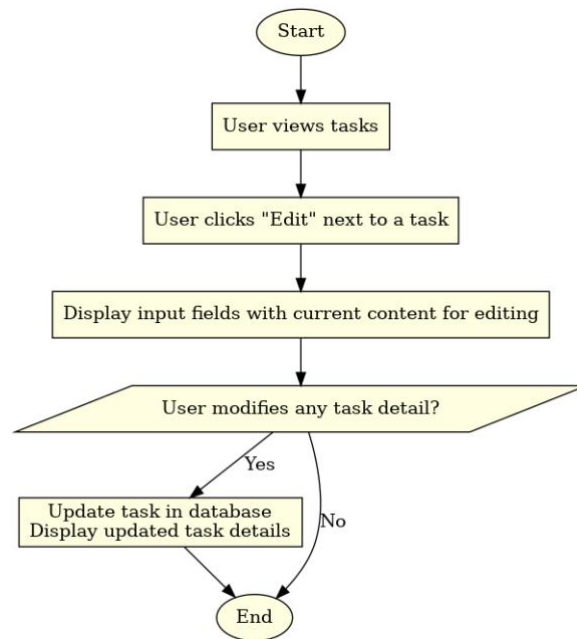 Start
User views tasks
User clicks "Edit" next to a task
Display input fields with current content for editing
User modifies any task detail?
Yes
Update task in database
Display updated task details
No
End